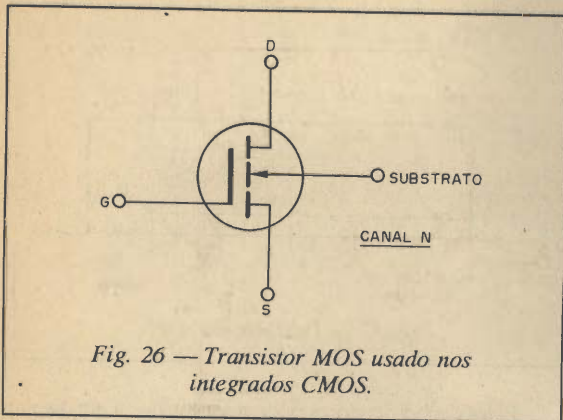 D
G
SUBSTRATO
CANAL N
S
Fig. 26 — Transistor MOS usado nos
integrados CMOS.